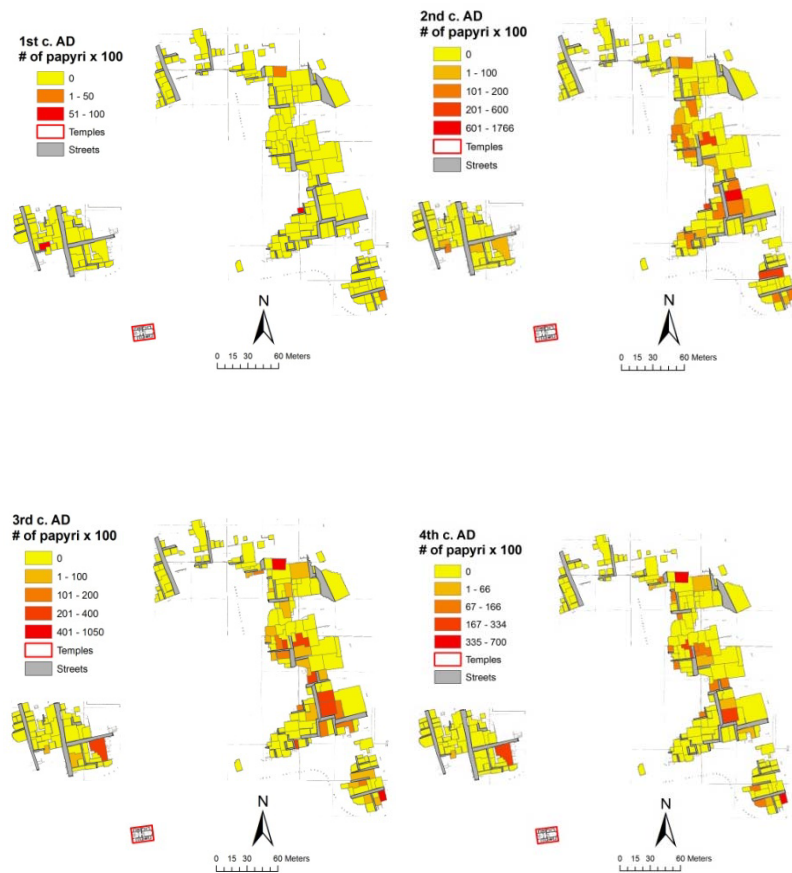 1st c. AD
# of papyri x 100
0
1 - 50
51 - 100
Temples
Streets
N
0 15 30 60 Meters
2nd c. AD
# of papyri x 100
0
1 - 100
101 - 200
201 - 600
601 - 1766
Temples
Streets
N
0 15 30 60 Meters
3rd c. AD
# of papyri x 100
0
1 - 100
101 - 200
201 - 400
401 - 1050
Temples
Streets
N
0 15 30 60 Meters
4th c. AD
# of papyri x 100
0
1 - 66
67 - 166
167 - 334
335 - 700
Temples
Streets
N
0 15 30 60 Meters